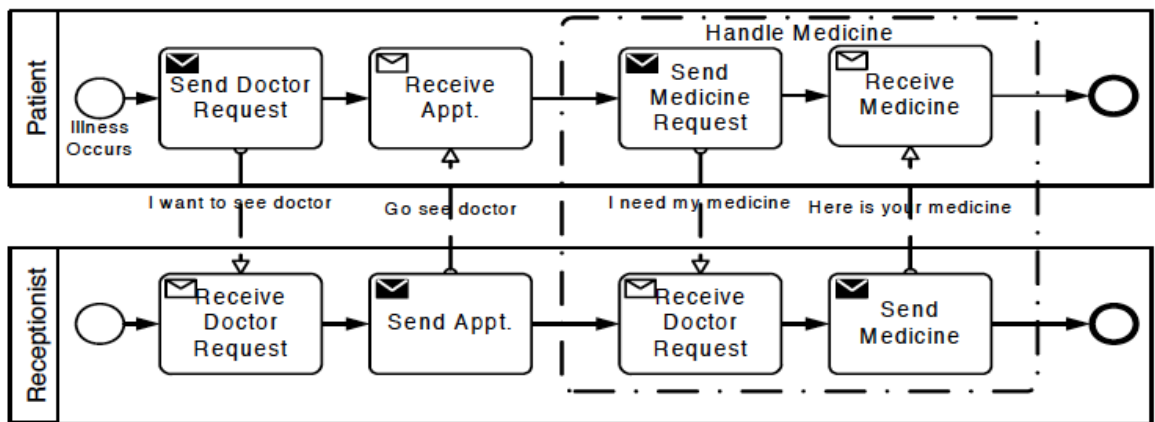 Handle Medicine
Patient
Illness
Occurs
Send Doctor
Request
Receive
Appt.
Send
Medicine
Request
Receive
Medicine
I want to see doctor
Go see doctor
I need my medicine
Here is your medicine
Receptionist
Receive
Doctor
Request
Send Appt.
Receive
Doctor
Request
Send
Medicine